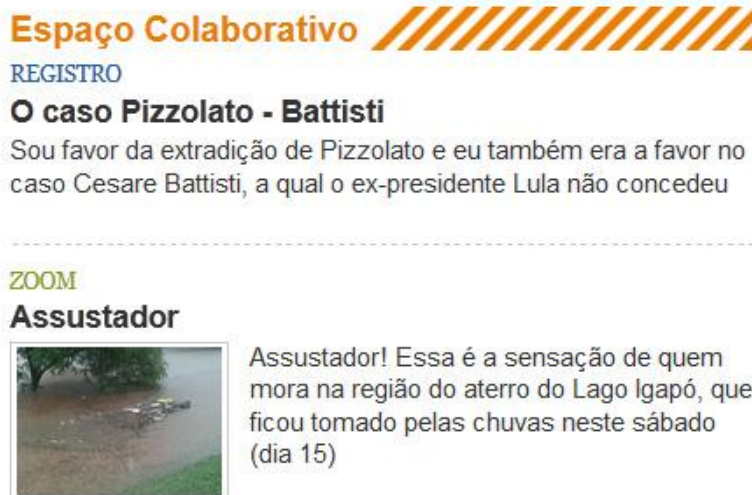 Espaço Colaborativo
REGISTRO
O caso Pizzolato - Battisti
Sou favor da extradição de Pizzolato e eu também era a favor no
caso Cesare Battisti, a qual o ex-presidente Lula não concedeu
ZOOM
Assustador
Assustador! Essa é a sensação de quem
mora na região do aterro do Lago Igapó, que
ficou tomado pelas chuvas neste sábado
(dia 15)